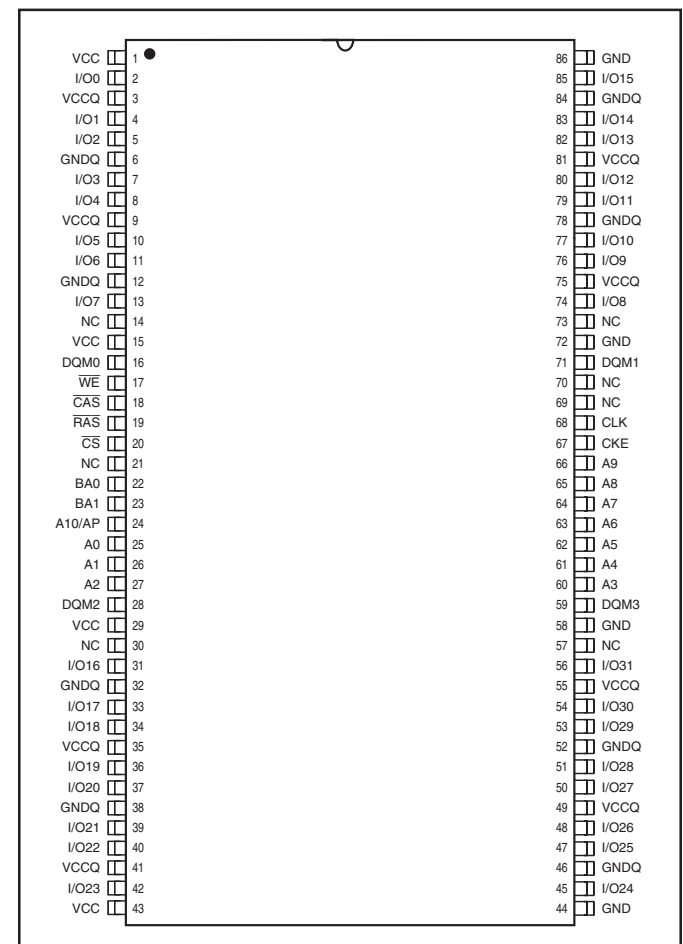 VCC 1 86 GND
I/O0 2 85 I/O15
VCCQ 3 84 GNDQ
I/O1 4 83 I/O14
I/O2 5 82 I/O13
GNDQ 6 81 VCCQ
I/O3 7 80 I/O12
I/O4 8 79 I/O11
VCCQ 9 78 GNDQ
I/O5 10 77 I/O10
I/O6 11 76 I/O9
GNDQ 12 75 VCCQ
I/O7 13 74 I/O8
NC 14 73 NC
VCC 15 72 GND
DQM0 16 71 DQM1
W̅E̅ 17 70 NC
C̅A̅S̅ 18 69 NC
R̅A̅S̅ 19 68 CLK
C̅S̅ 20 67 CKE
NC 21 66 A9
BA0 22 65 A8
BA1 23 64 A7
A10/AP 24 63 A6
A0 25 62 A5
A1 26 61 A4
A2 27 60 A3
DQM2 28 59 DQM3
VCC 29 58 GND
NC 30 57 NC
I/O16 31 56 I/O31
GNDQ 32 55 VCCQ
I/O17 33 54 I/O30
I/O18 34 53 I/O29
VCCQ 35 52 GNDQ
I/O19 36 51 I/O28
I/O20 37 50 I/O27
GNDQ 38 49 VCCQ
I/O21 39 48 I/O26
I/O22 40 47 I/O25
VCCQ 41 46 GNDQ
I/O23 42 45 I/O24
VCC 43 44 GND